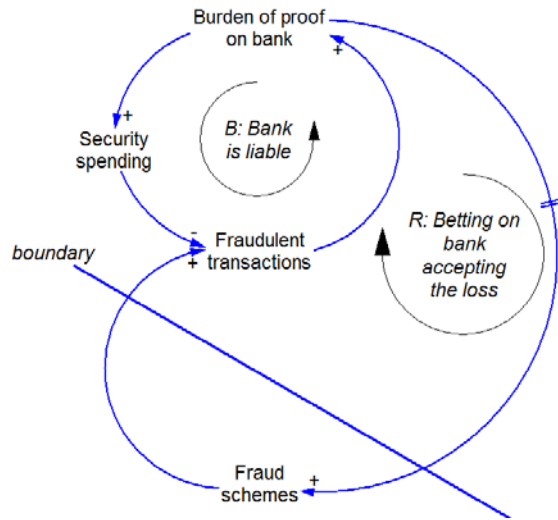 Burden of proof
on bank
+
+
Security
spending
B: Bank
is liable
R: Betting on
bank
accepting
the loss
-
+
Fraudulent
transactions
boundary
Fraud
schemes
+